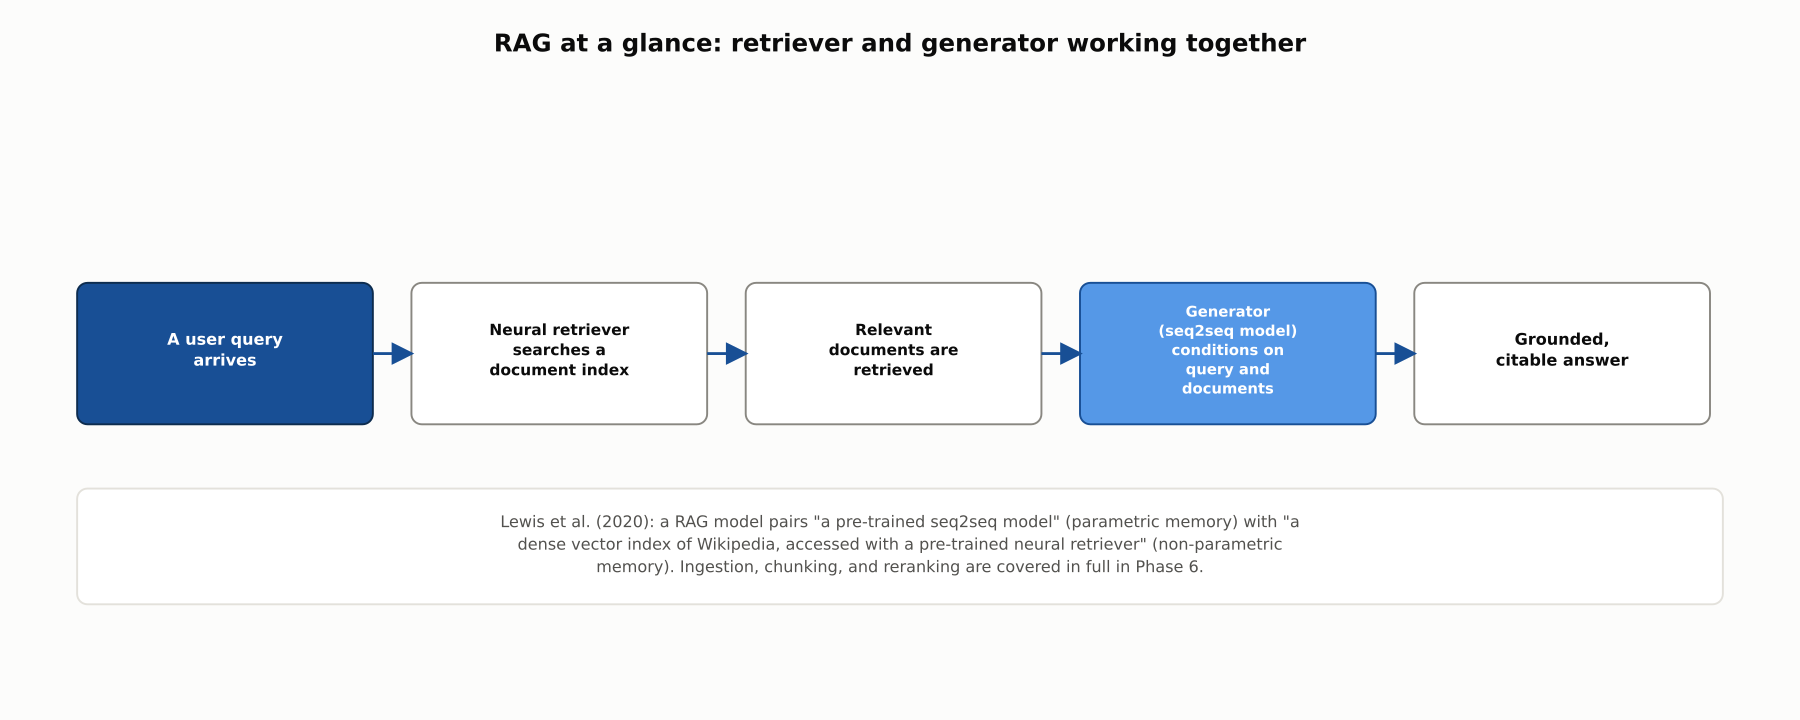 RAG at a glance: retriever and generator working together
A user query
arrives
Neural retriever
searches a
document index
Relevant
documents are
retrieved
Generator
(seq2seq model)
conditions on
query and
documents
Grounded,
citable answer
Lewis et al. (2020): a RAG model pairs "a pre-trained seq2seq model" (parametric memory) with "a
dense vector index of Wikipedia, accessed with a pre-trained neural retriever" (non-parametric
memory). Ingestion, chunking, and reranking are covered in full in Phase 6.